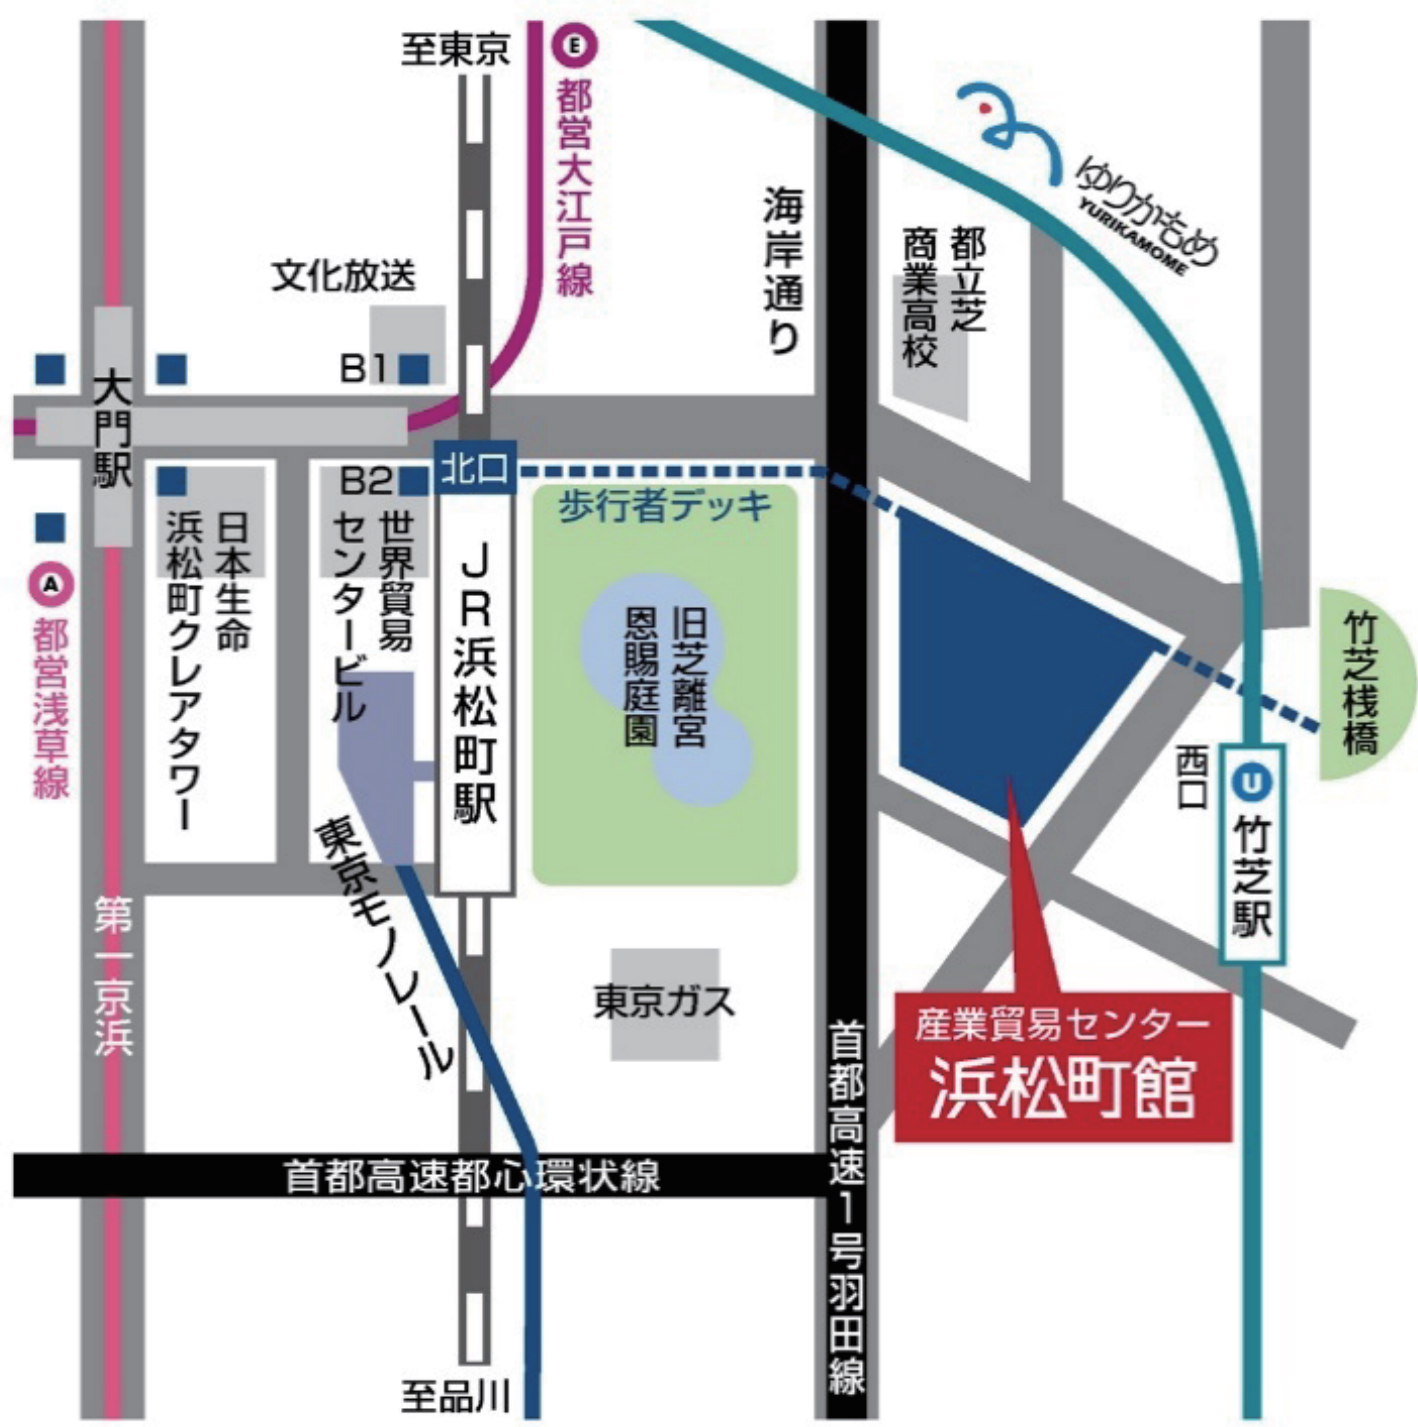 至東京
E
都営大江戸線
ゆりかもめ
YURIKAMOME
海岸通り
都立芝
商業高校
文化放送
B1
大門駅
北口
B2
歩行者デッキ
日本生命
浜松町クレアタワー
世界貿易
センタービル
JR浜松町駅
旧芝離宮
恩賜庭園
竹芝桟橋
A
都営浅草線
西口
U
竹芝駅
東京モノレール
第一京浜
東京ガス
産業貿易センター
浜松町館
首都高速都心環状線
首都高速1号羽田線
至品川